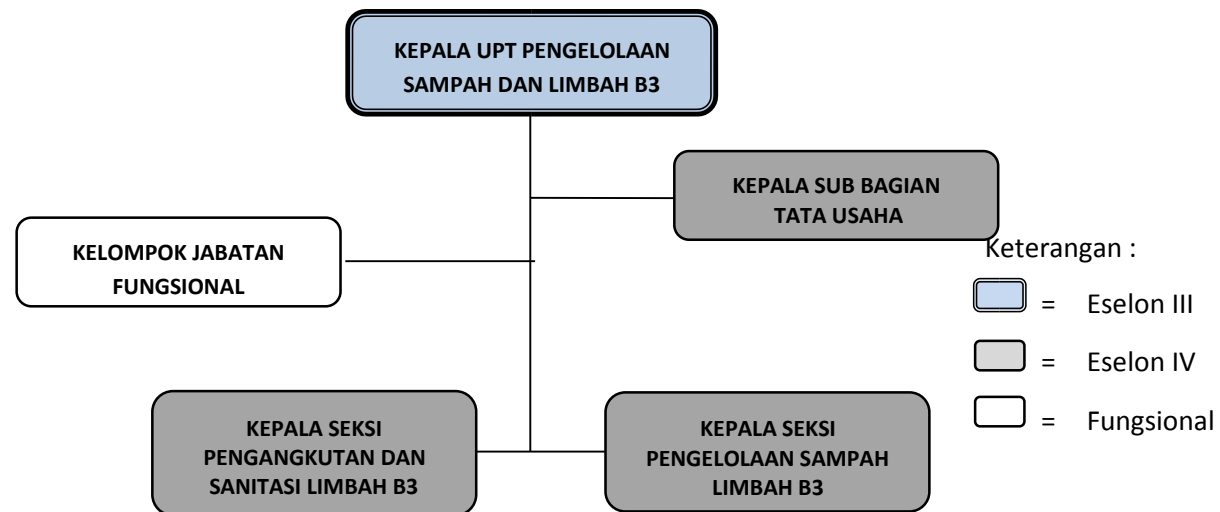 KEPALA UPT PENGELOLAAN
SAMPAH DAN LIMBAH B3
KEPALA SUB BAGIAN
TATA USAHA
KELOMPOK JABATAN
FUNGSIONAL
Keterangan :
= Eselon III
= Eselon IV
= Fungsional
KEPALA SEKSI
PENGANGKUTAN DAN
SANITASI LIMBAH B3
KEPALA SEKSI
PENGELOLAAN SAMPAH
LIMBAH B3